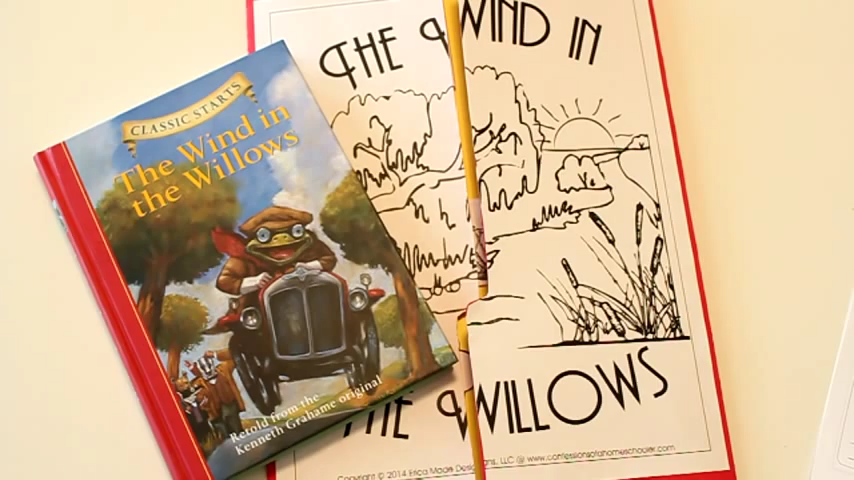 CLASSIC STARTS
The Wind in
the Willows
Retold from the
Kenneth Grahame original
THE WIND IN
THE WILLOWS
Copyright © 2014 Erica Made Designs, LLC @ www.confessionsofahomeschooler.com